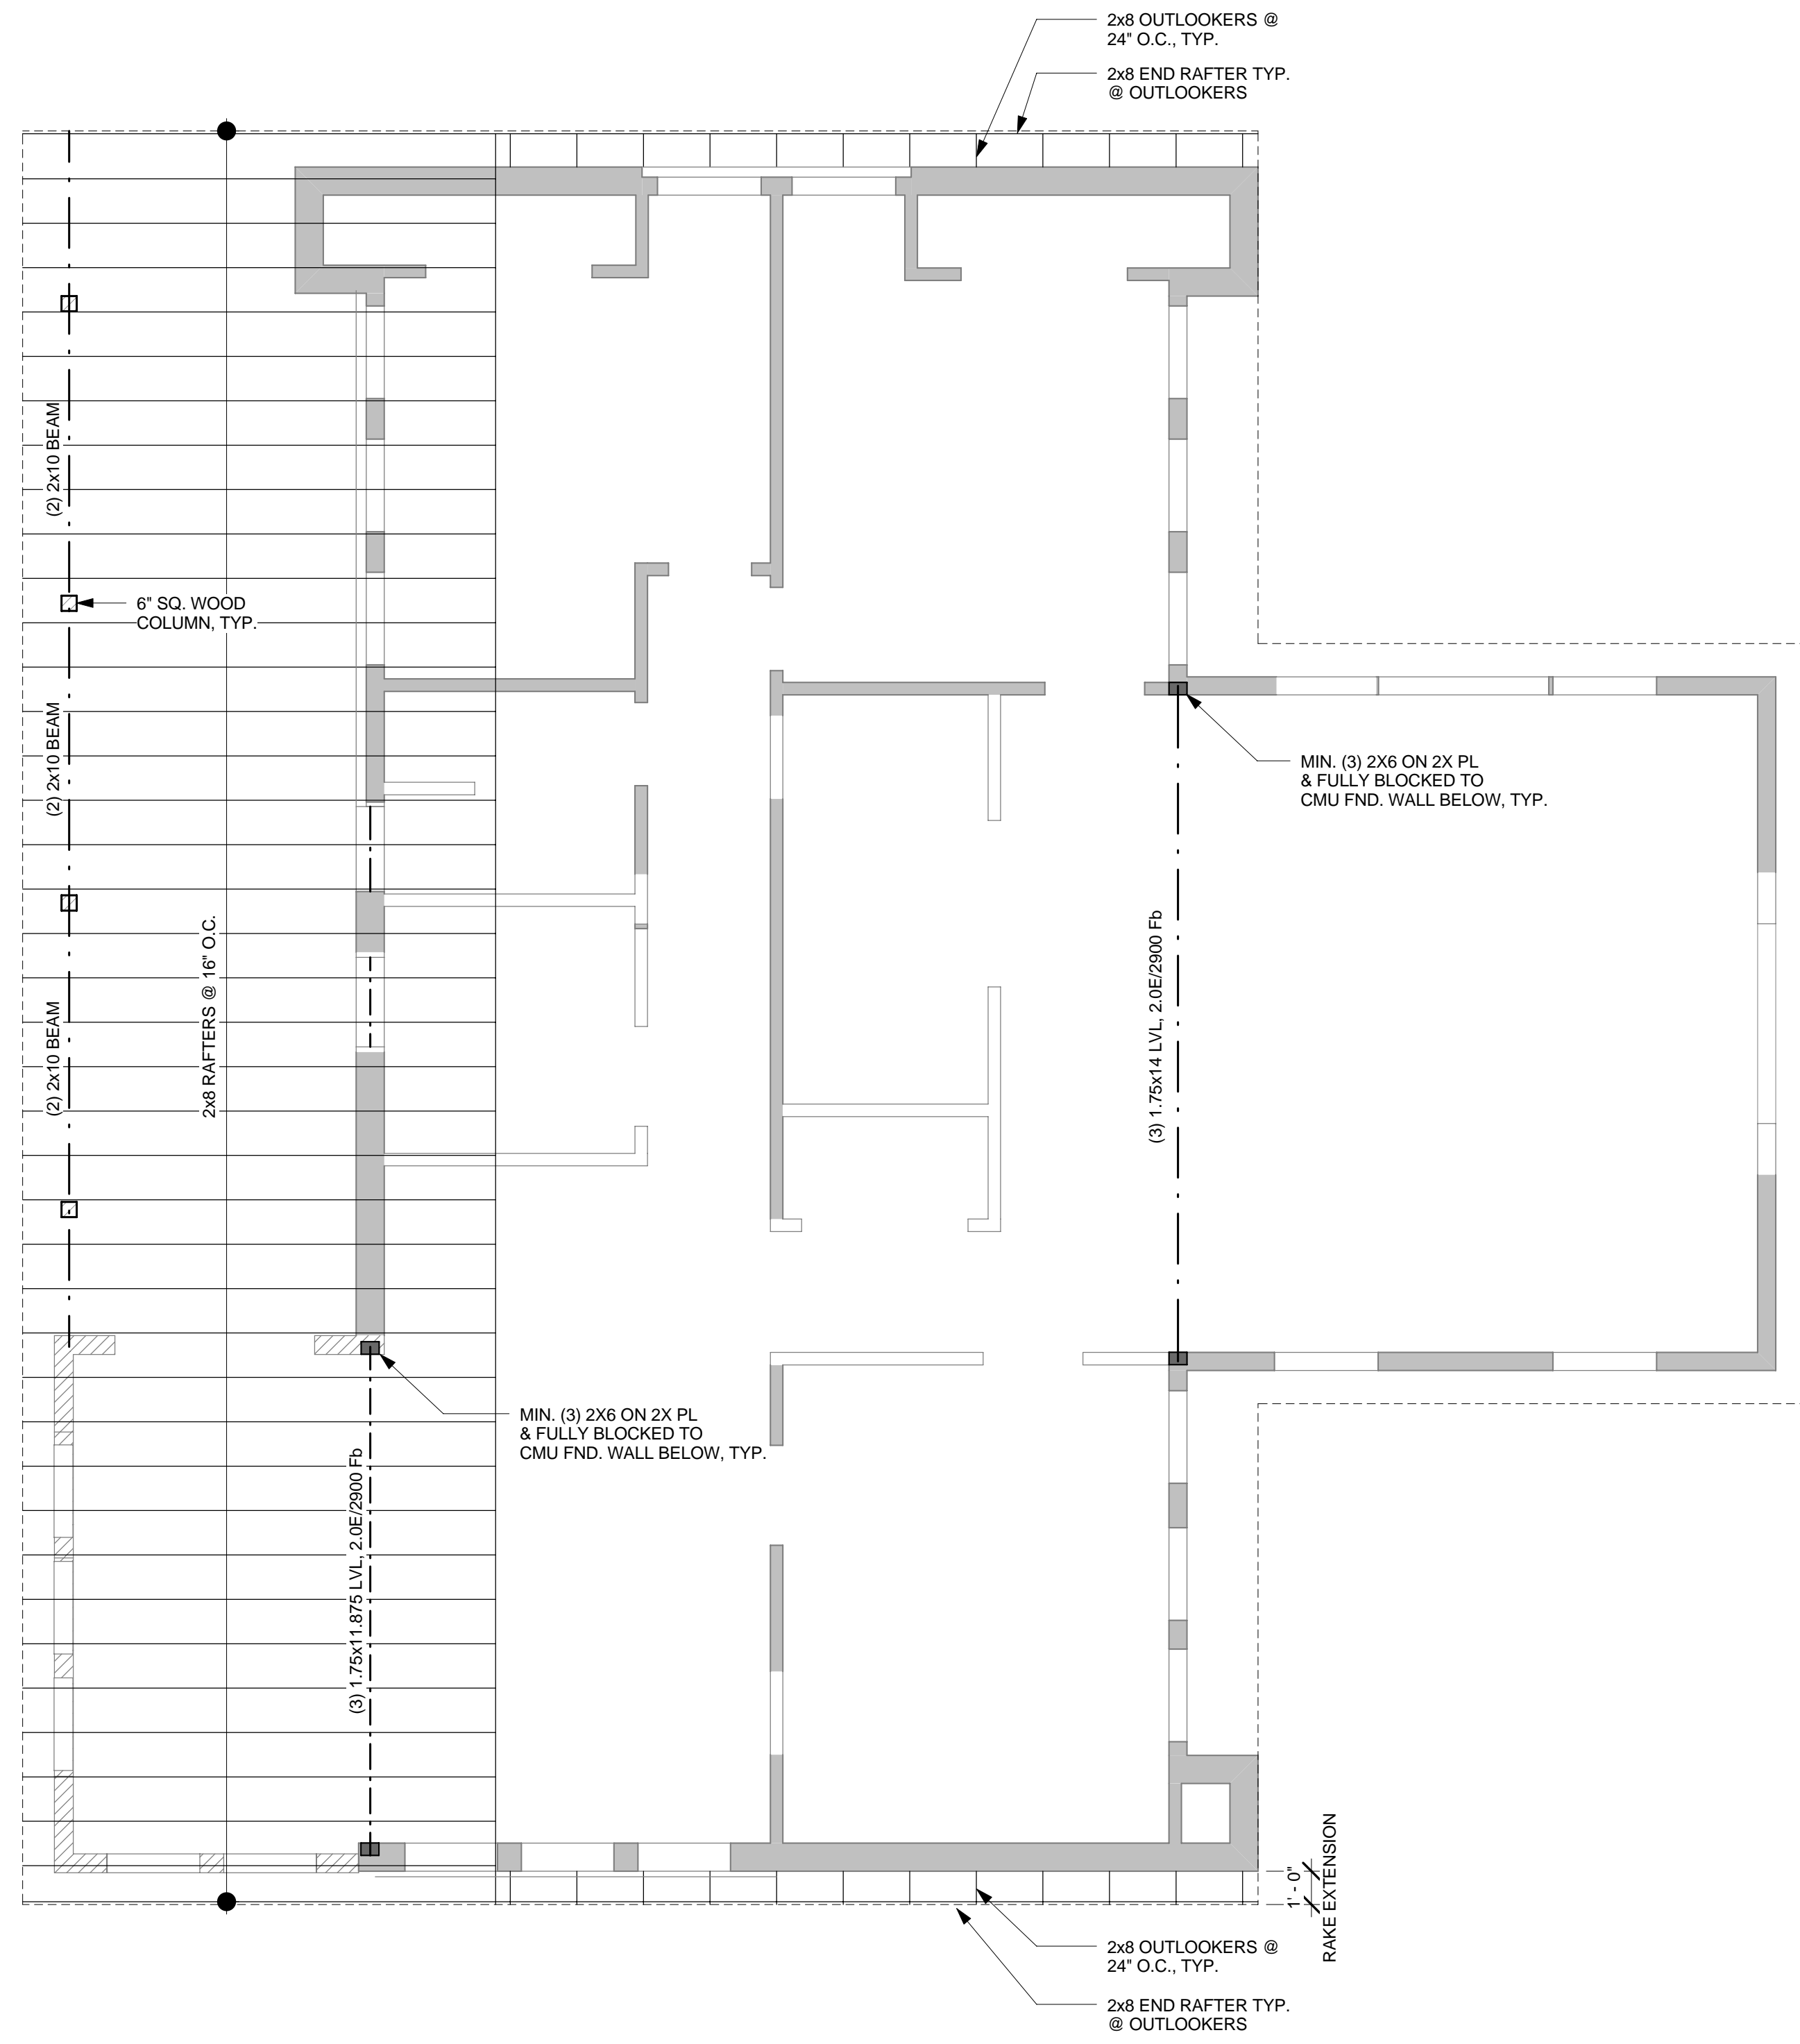 2x8 OUTLOOKERS @
24" O.C., TYP.
2x8 END RAFTER TYP.
@ OUTLOOKERS
(2) 2x10 BEAM
6" SQ. WOOD
COLUMN, TYP.
(2) 2x10 BEAM
MIN. (3) 2X6 ON 2X PL
& FULLY BLOCKED TO
CMU FND. WALL BELOW, TYP.
(2) 2x10 BEAM
2x8 RAFTERS @ 16" O.C.
(3) 1.75x14 LVL, 2.0E/2900 Fb
MIN. (3) 2X6 ON 2X PL
& FULLY BLOCKED TO
CMU FND. WALL BELOW, TYP.
(3) 1.75x11.875 LVL, 2.0E/2900 Fb
1' - 0"
RAKE EXTENSION
2x8 OUTLOOKERS @
24" O.C., TYP.
2x8 END RAFTER TYP.
@ OUTLOOKERS